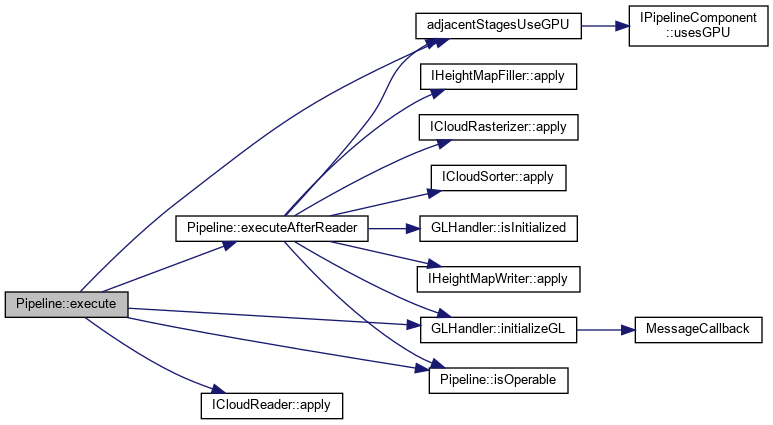 adjacentStagesUseGPU
IPipelineComponent
::usesGPU
IHeightMapFiller::apply
ICloudRasterizer::apply
ICloudSorter::apply
Pipeline::executeAfterReader
GLHandler::isInitialized
IHeightMapWriter::apply
Pipeline::execute
GLHandler::initializeGL
MessageCallback
Pipeline::isOperable
ICloudReader::apply